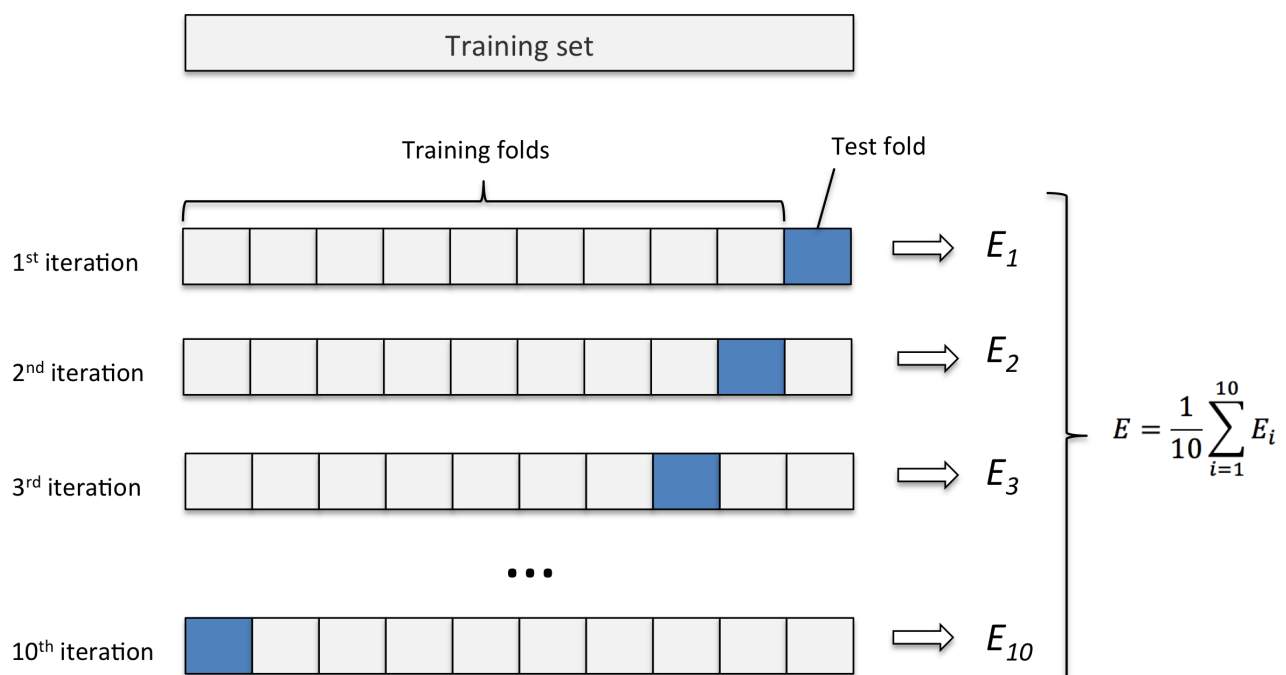 Training set
Training folds
Test fold
1st iteration
E1
2nd iteration
E2
3rd iteration
E3
E = 1/10 ∑ i=1 10 Ei
...
10th iteration
E10